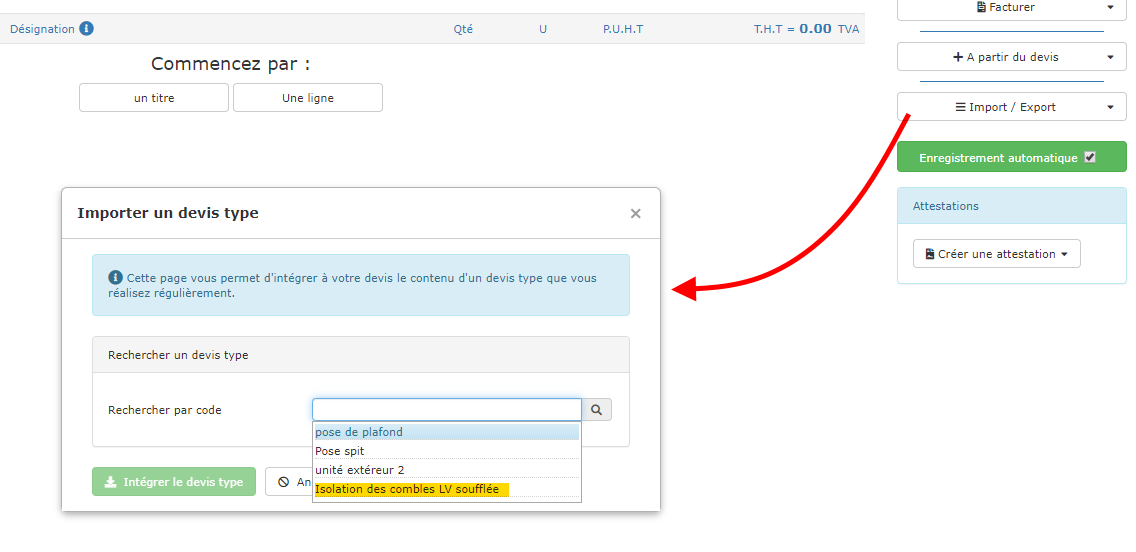 Facturer
Désignation
Qté U P.U.H.T T.H.T = 0.00 TVA
Commencez par :
un titre Une ligne
A partir du devis
Import / Export
Enregistrement automatique
Attestations
Créer une attestation
Importer un devis type ×
Cette page vous permet d'intégrer à votre devis le contenu d'un devis type que vous
réalisez régulièrement.
Rechercher un devis type
Rechercher par code
pose de plafond
Pose spit
unité extéreur 2
Isolation des combles LV soufflée
Intégrer le devis type An